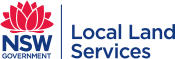 NSW
GOVERNMENT
Local Land
Services